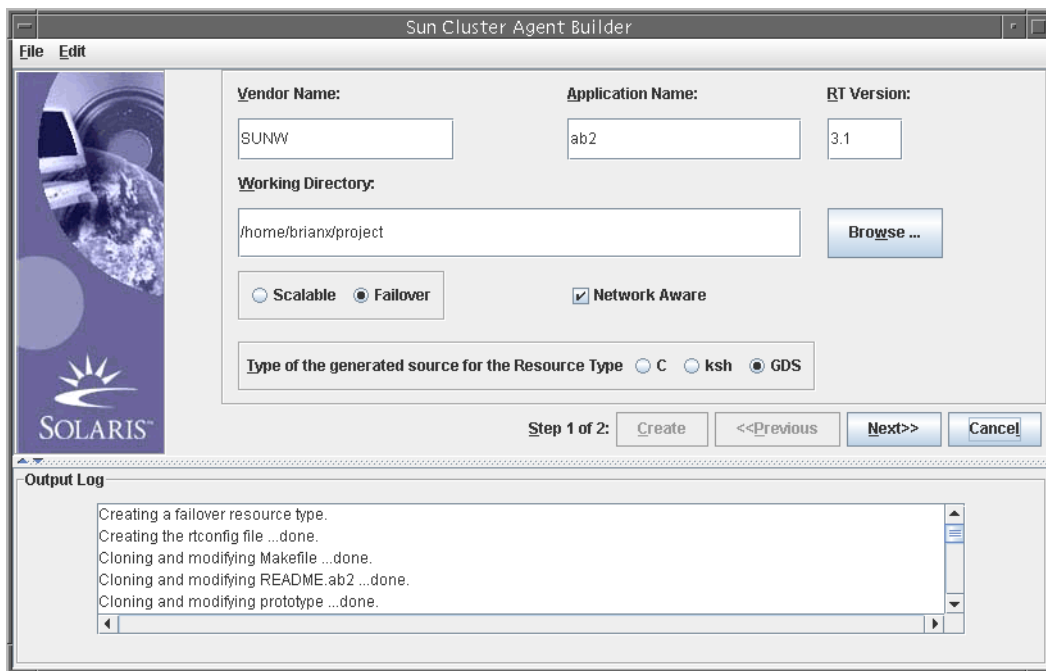 Sun Cluster Agent Builder
File Edit
Vendor Name: Application Name: RT Version:
SUNW ab2 3.1
Working Directory:
/home/brianx/project Browse ...
Scalable Failover Network Aware
Type of the generated source for the Resource Type C ksh GDS
SOLARIS™
Step 1 of 2: Create <<Previous Next>> Cancel
Output Log
Creating a failover resource type.
Creating the rtconfig file ...done.
Cloning and modifying Makefile ...done.
Cloning and modifying README.ab2 ...done.
Cloning and modifying prototype ...done.